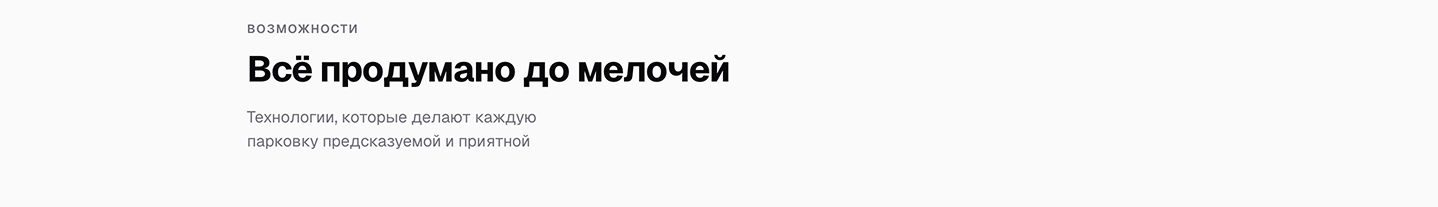 ВОЗМОЖНОСТИ
Всё продумано до мелочей
Технологии, которые делают каждую
парковку предсказуемой и приятной